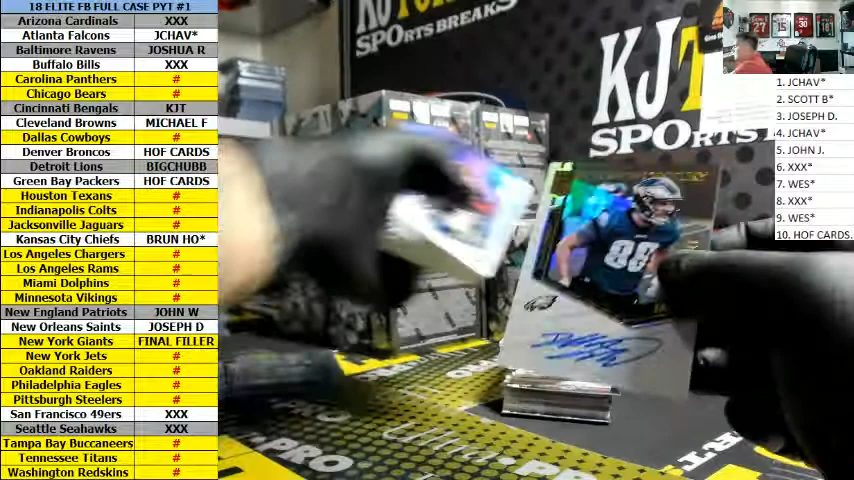 18 ELITE FB FULL CASE PYT #1
Arizona Cardinals XXX
Atlanta Falcons JCHAV*
Baltimore Ravens JOSHUA R
Buffalo Bills XXX
Carolina Panthers #
Chicago Bears #
Cincinnati Bengals KJT
Cleveland Browns MICHAEL F
Dallas Cowboys #
Denver Broncos HOF CARDS
Detroit Lions BIGCHUBB
Green Bay Packers HOF CARDS
Houston Texans #
Indianapolis Colts #
Jacksonville Jaguars #
Kansas City Chiefs BRUN HO*
Los Angeles Chargers #
Los Angeles Rams #
Miami Dolphins #
Minnesota Vikings #
New England Patriots JOHN W
New Orleans Saints JOSEPH D
New York Giants FINAL FILLER
New York Jets #
Oakland Raiders #
Philadelphia Eagles #
Pittsburgh Steelers #
San Francisco 49ers XXX
Seattle Seahawks XXX
Tampa Bay Buccaneers #
Tennessee Titans #
Washington Redskins #
SPORTS BREAKS
KJT
SPORTS
88
27
15
30
1. JCHAV*
2. SCOTT B*
3. JOSEPH D.
4. JCHAV*
5. JOHN J.
6. XXX*
7. WES*
8. XXX*
9. WES*
10. HOF CARDS.
Ultra PRO